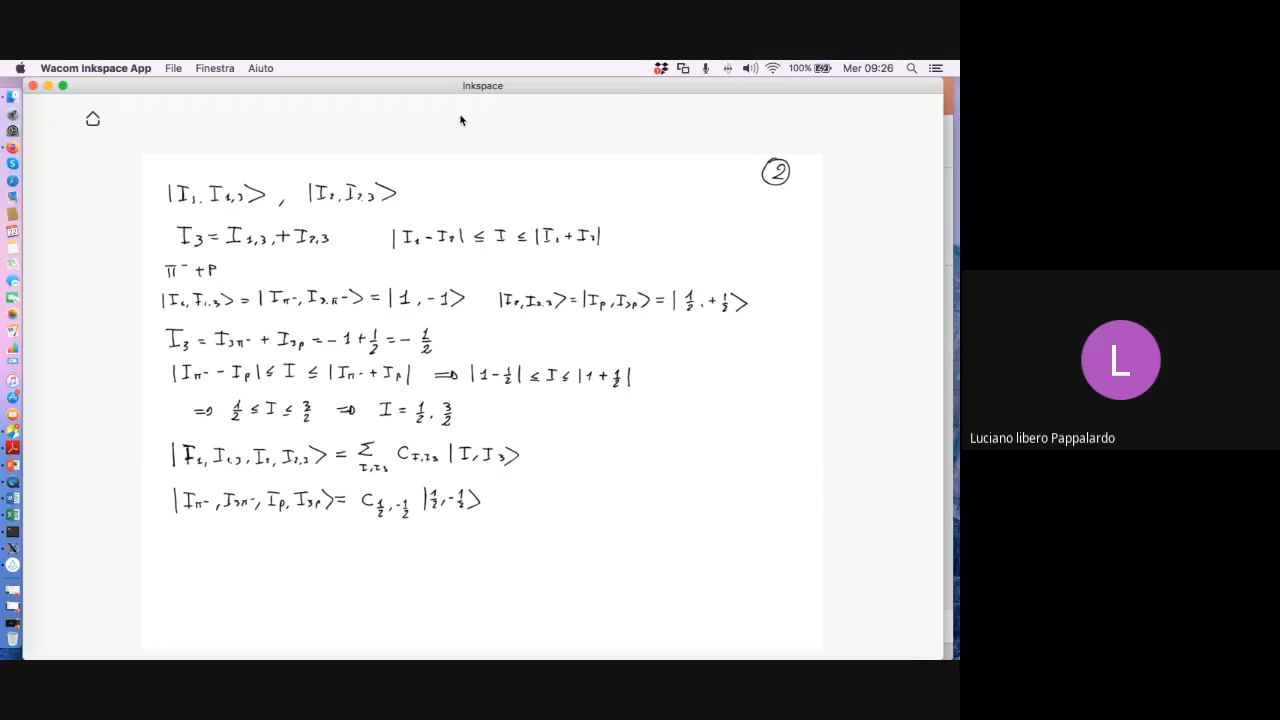 Wacom Inkspace App File Finestra Aiuto 100% Mer 09:26
Inkspace
②
|I₁, I₁,₃⟩ , |I₂, I₂,₃⟩
I₃ = I₁,₃ + I₂,₃ |I₁ - I₂| ≤ I ≤ |I₁ + I₂|
π⁻ + P
|I₁, I₁,₃⟩ = |Iπ⁻, I₃π⁻⟩ = |1, -1⟩ |I₂, I₂,₃⟩ = |Iₚ, I₃ₚ⟩ = |1/2, +1/2⟩
I₃ = I₃π⁻ + I₃ₚ = -1 + 1/2 = - 1/2
|Iπ⁻ - Iₚ| ≤ I ≤ |Iπ⁻ + Iₚ| ⇒ |1 - 1/2| ≤ I ≤ |1 + 1/2|
⇒ 1/2 ≤ I ≤ 3/2 ⇒ I = 1/2, 3/2
|I₁, I₁,₃, I₂, I₂,₃⟩ = Σ_{I,I₃} C_{I,I₃} |I, I₃⟩
|Iπ⁻, I₃π⁻, Iₚ, I₃ₚ⟩ = C_{1/2,-1/2} |1/2, -1/2⟩
L
Luciano libero Pappalardo